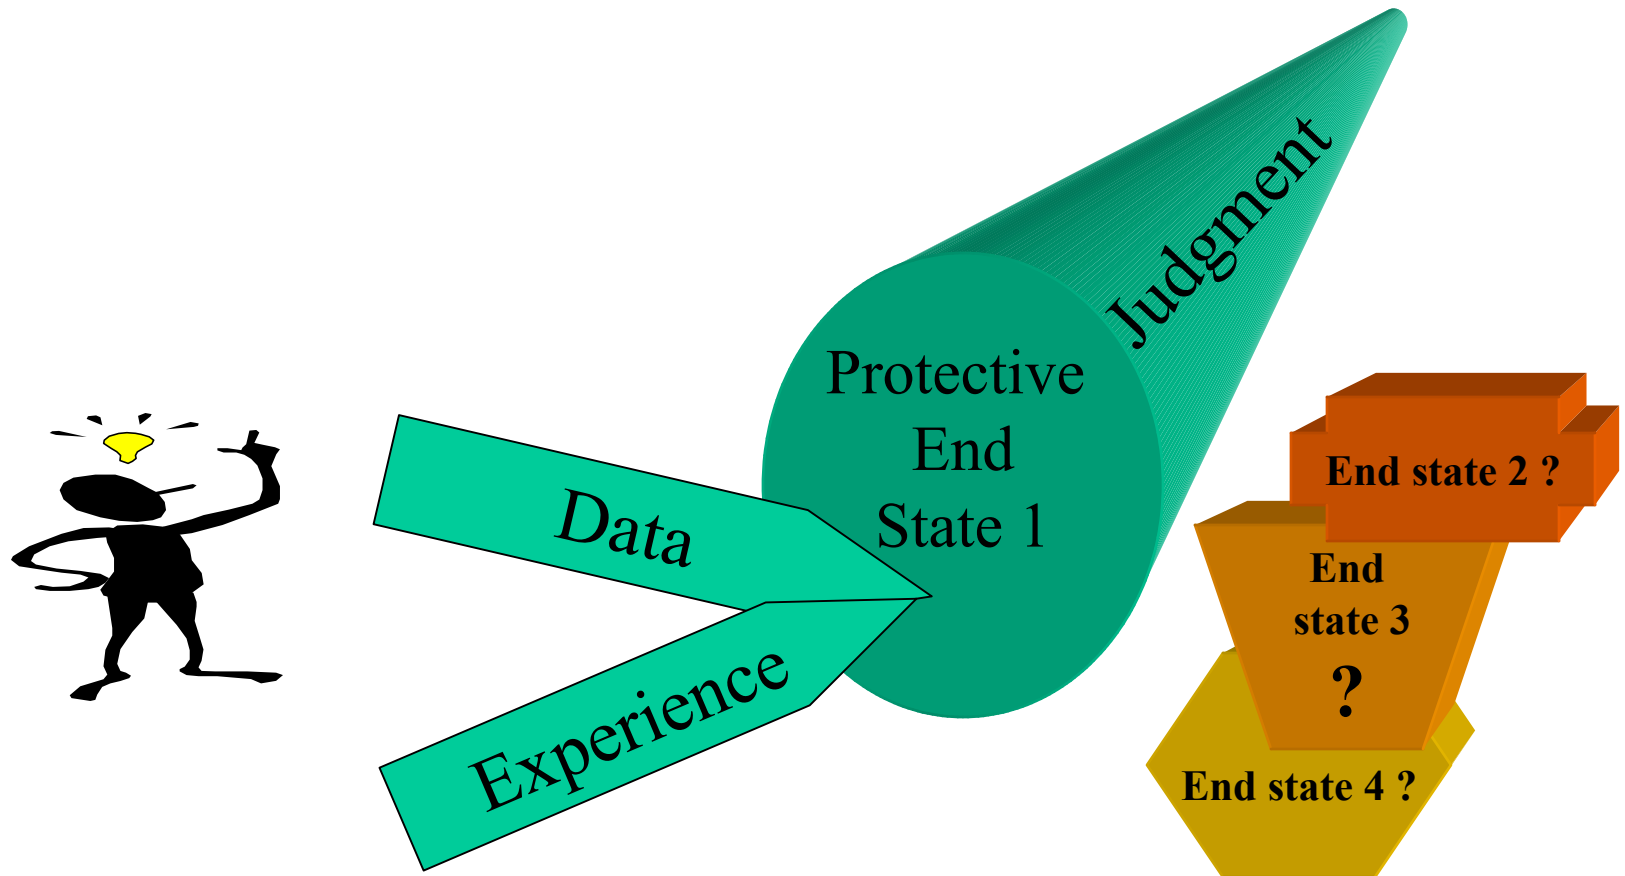 Judgment
Protective
End
State 1
Data
Experience
End state 2 ?
End
state 3
?
End state 4 ?